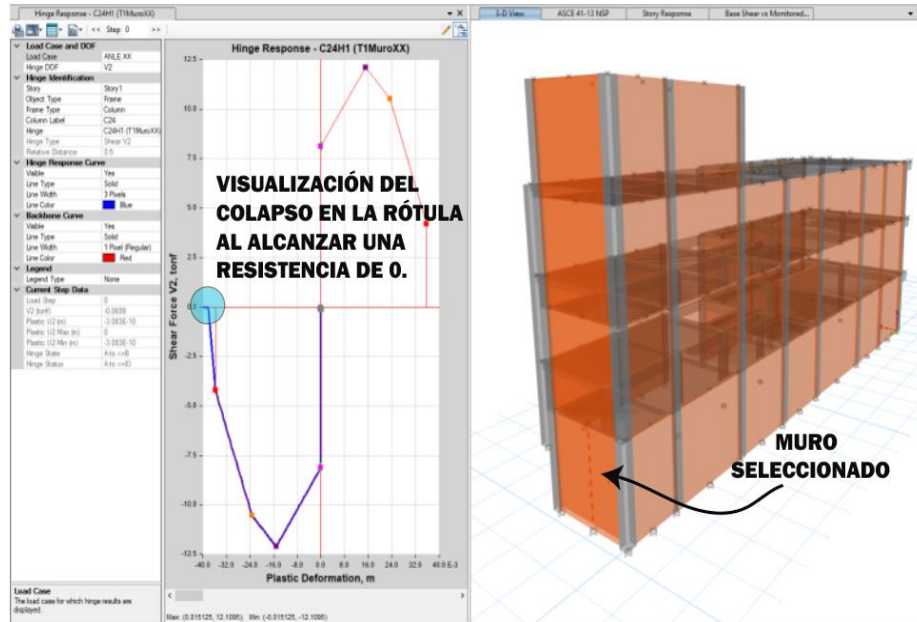 Hinge Response - C24H1 (T1MuroXX)
<< Step 0 >>
Load Case and DOF
Load Case ANLE XX
Hinge DOF V2
Hinge Identification
Story Story1
Object Type Frame
Frame Type Column
Column Label C24
Hinge C24H1 (T1MuroXX)
Hinge Type Shear V2
Relative Distance 0.5
Hinge Response Curve
Visible Yes
Line Type Solid
Line Width 3 Pixels
Line Color Blue
Backbone Curve
Visible Yes
Line Type Solid
Line Width 1 Pixel (Regular)
Line Color Red
Legend
Legend Type None
Current Step Data
Load Step 0
V2 (tonf) -0.0699
Plastic U2 (m) -3.083E-10
Plastic U2 Max (m) 0
Plastic U2 Min (m) -3.083E-10
Hinge State A to <=B
Hinge Status A to <=IO
Load Case
The load case for which hinge results are
displayed.
Hinge Response - C24H1 (T1MuroXX)
12.5
10.0
7.5
5.0
2.5
0.0
-2.5
-5.0
-7.5
-10.0
-12.5
Shear Force V2, tonf
-40.0 -32.0 -24.0 -16.0 -8.0 0.0 8.0 16.0 24.0 32.0 40.0 E-3
Plastic Deformation, m
VISUALIZACIÓN DEL
COLAPSO EN LA RÓTULA
AL ALCANZAR UNA
RESISTENCIA DE 0.
Max: (0.015125, 12.1095); Min: (-0.015125, -12.1095)
3-D View ASCE 41-13 NSP Story Response Base Shear vs Monitored...
MURO
SELECCIONADO